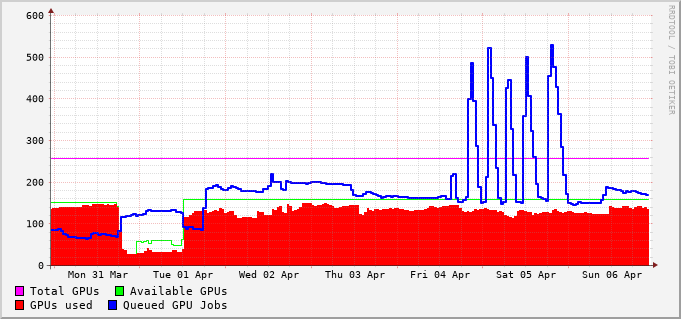 RRDTOOL / TOBI OETIKER
600
500
400
300
200
100
0
Mon 31 Mar Tue 01 Apr Wed 02 Apr Thu 03 Apr Fri 04 Apr Sat 05 Apr Sun 06 Apr
Total GPUs Available GPUs
GPUs used Queued GPU Jobs